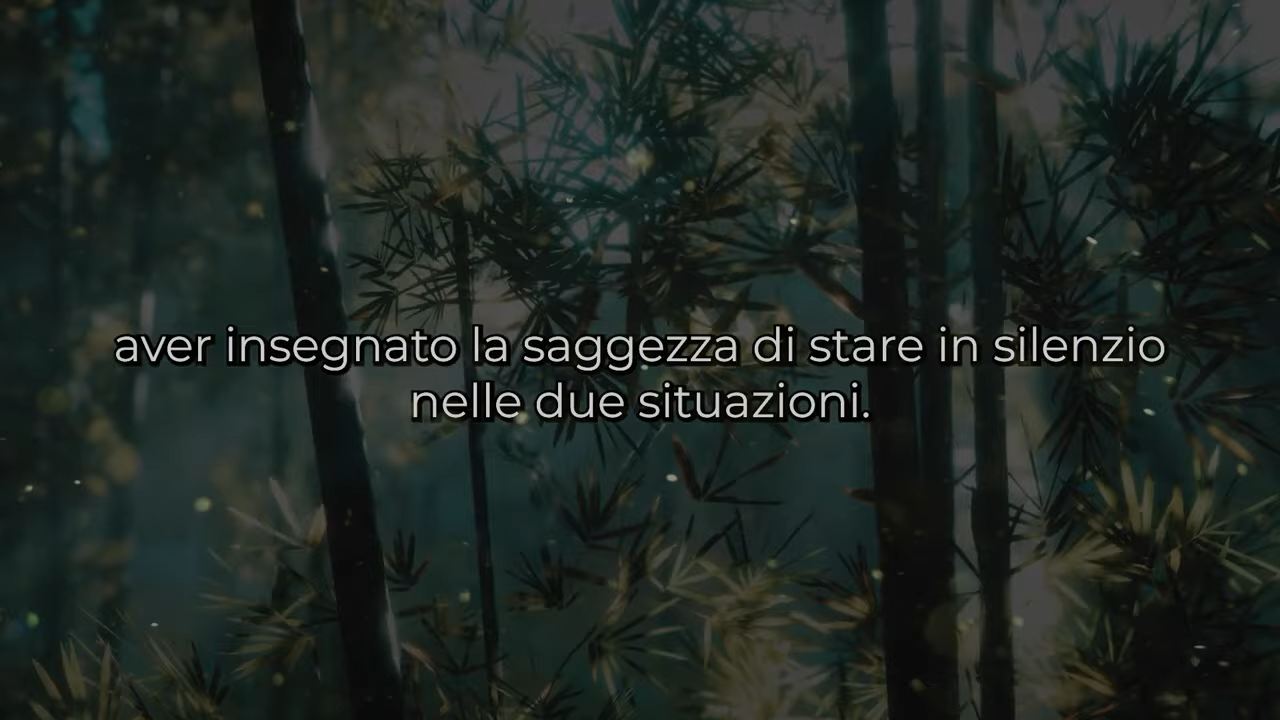 aver insegnato la saggezza di stare in silenzio
nelle due situazioni.